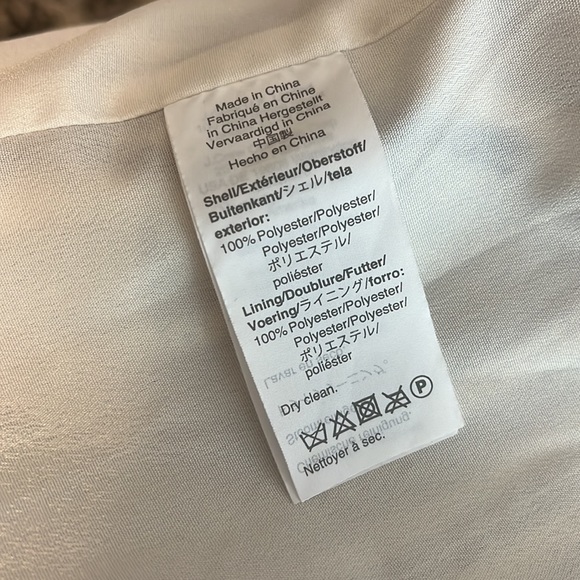 Made in China
Fabriqué en Chine
in China Hergestellt
Vervaardigd in China
中国製
Hecho en China
Shell/Extérieur/Oberstoff/
Buitenkant/シェル/tela
exterior:
100% Polyester/Polyester/
Polyester/Polyester/
ポリエステル/
poliéster
Lining/Doublure/Futter/
Voering/ライニング/forro:
100% Polyester/Polyester/
Polyester/Polyester/
ポリエステル/
poliéster
Dry clean.
P
Nettoyer à sec.